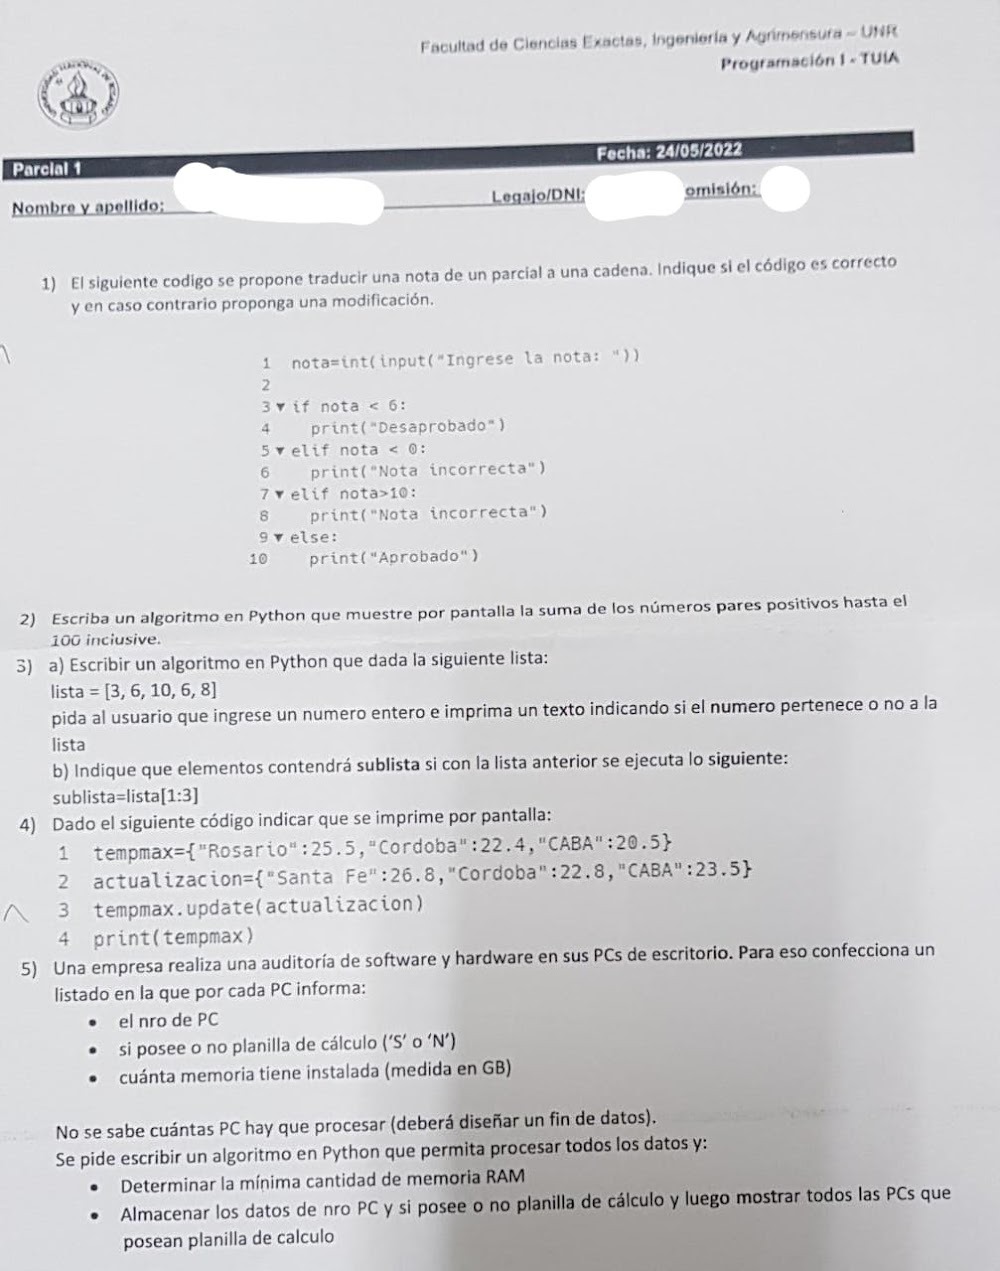 Facultad de Ciencias Exactas, Ingeniería y Agrimensura - UNR
Programación I - TUIA
UNIVERSIDAD NACIONAL DE ROSARIO
Parcial 1 Fecha: 24/05/2022
Nombre y apellido: Legajo/DNI: omisión:
1) El siguiente codigo se propone traducir una nota de un parcial a una cadena. Indique si el código es correcto
y en caso contrario proponga una modificación.
1 nota=int(input("Ingrese la nota: "))
2
3 ▼ if nota < 6:
4 print("Desaprobado")
5 ▼ elif nota < 0:
6 print("Nota incorrecta")
7 ▼ elif nota>10:
8 print("Nota incorrecta")
9 ▼ else:
10 print("Aprobado")
2) Escriba un algoritmo en Python que muestre por pantalla la suma de los números pares positivos hasta el
100 inclusive.
3) a) Escribir un algoritmo en Python que dada la siguiente lista:
lista = [3, 6, 10, 6, 8]
pida al usuario que ingrese un numero entero e imprima un texto indicando si el numero pertenece o no a la
lista
b) Indique que elementos contendrá sublista si con la lista anterior se ejecuta lo siguiente:
sublista=lista[1:3]
4) Dado el siguiente código indicar que se imprime por pantalla:
1 tempmax={"Rosario":25.5,"Cordoba":22.4,"CABA":20.5}
2 actualizacion={"Santa Fe":26.8,"Cordoba":22.8,"CABA":23.5}
3 tempmax.update(actualizacion)
4 print(tempmax)
5) Una empresa realiza una auditoría de software y hardware en sus PCs de escritorio. Para eso confecciona un
listado en la que por cada PC informa:
• el nro de PC
• si posee o no planilla de cálculo ('S' o 'N')
• cuánta memoria tiene instalada (medida en GB)
No se sabe cuántas PC hay que procesar (deberá diseñar un fin de datos).
Se pide escribir un algoritmo en Python que permita procesar todos los datos y:
• Determinar la mínima cantidad de memoria RAM
• Almacenar los datos de nro PC y si posee o no planilla de cálculo y luego mostrar todos las PCs que
posean planilla de calculo